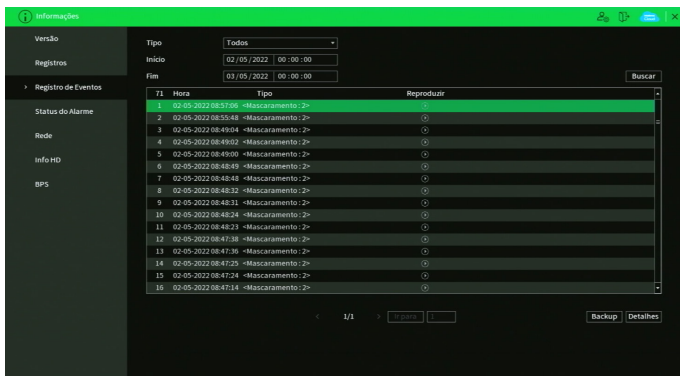 Informações
Versão
Registros
> Registro de Eventos
Status do Alarme
Rede
Info HD
BPS
Tipo Todos
Início 02/05/2022 00:00:00
Fim 03/05/2022 00:00:00
Buscar
71 Hora Tipo Reproduzir
1 02-05-2022 08:57:06 <Mascaramento : 2>
2 02-05-2022 08:55:48 <Mascaramento : 2>
3 02-05-2022 08:49:04 <Mascaramento : 2>
4 02-05-2022 08:49:02 <Mascaramento : 2>
5 02-05-2022 08:49:00 <Mascaramento : 2>
6 02-05-2022 08:48:49 <Mascaramento : 2>
7 02-05-2022 08:48:48 <Mascaramento : 2>
8 02-05-2022 08:48:32 <Mascaramento : 2>
9 02-05-2022 08:48:31 <Mascaramento : 2>
10 02-05-2022 08:48:24 <Mascaramento : 2>
11 02-05-2022 08:48:23 <Mascaramento : 2>
12 02-05-2022 08:47:38 <Mascaramento : 2>
13 02-05-2022 08:47:36 <Mascaramento : 2>
14 02-05-2022 08:47:25 <Mascaramento : 2>
15 02-05-2022 08:47:24 <Mascaramento : 2>
16 02-05-2022 08:47:14 <Mascaramento : 2>
< 1/1 > Ir para 1
Backup Detalhes